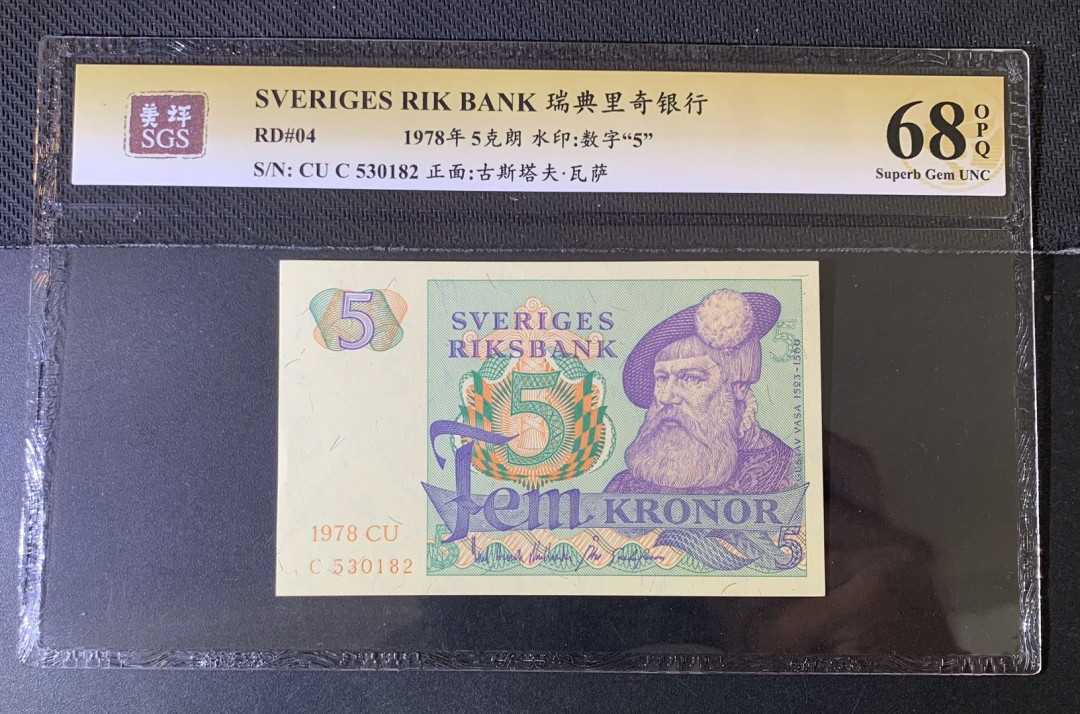 美评
SGS
SVERIGES RIK BANK 瑞典里奇银行
RD#04 1978年 5克朗 水印:数字“5”
S/N: CU C 530182 正面:古斯塔夫·瓦萨
68 OPQ
Superb Gem UNC
5
SVERIGES
RIKSBANK
5
5
GUSTAV VASA 1523-1560
Fem KRONOR
1978 CU
C 530182
5
5